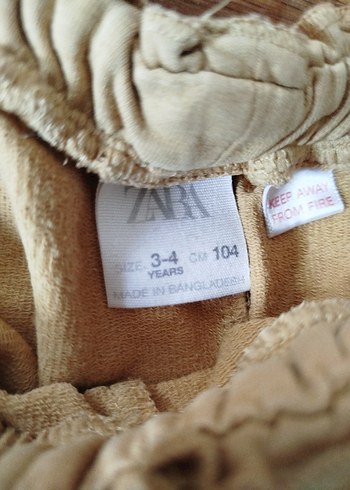 ZARA
SIZE 3-4 CM 104
YEARS
MADE IN BANGLADESH
KEEP AWAY
FROM FIRE